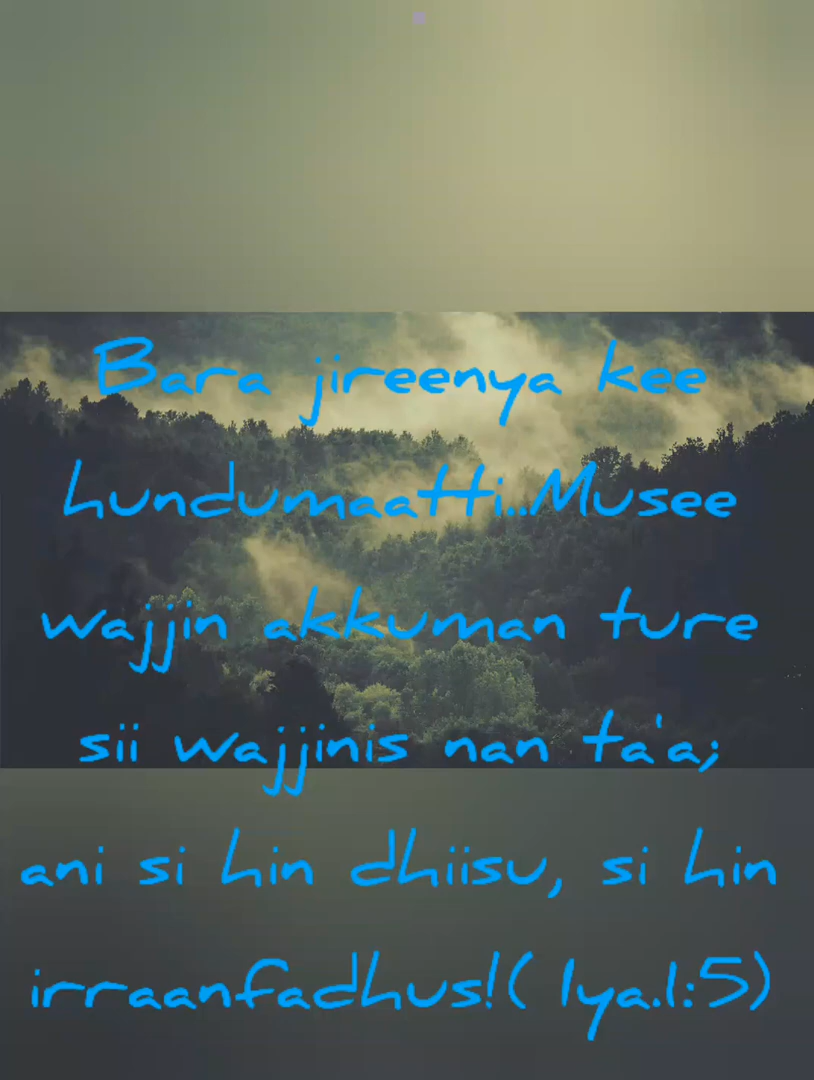 Bara jireenya kee
hundumaatti..Musee
wajjin akkuman ture
sii wajjinis nan ta'a;
ani si hin dhiisu, si hin
irraanfadhus!( Iya.1:5)